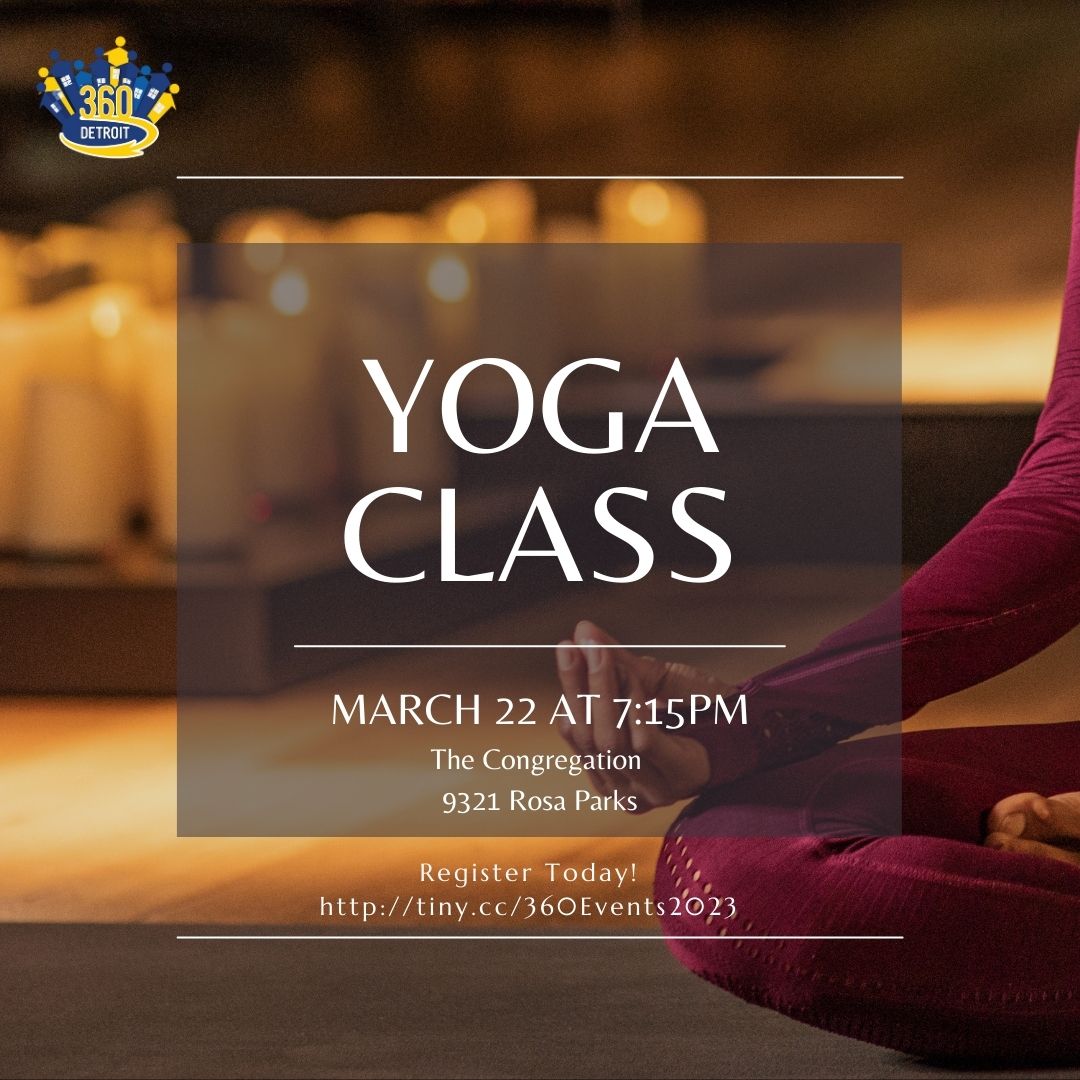 360
DETROIT
YOGA
CLASS
MARCH 22 AT 7:15PM
The Congregation
9321 Rosa Parks
Register Today!
http://tiny.cc/360Events2023